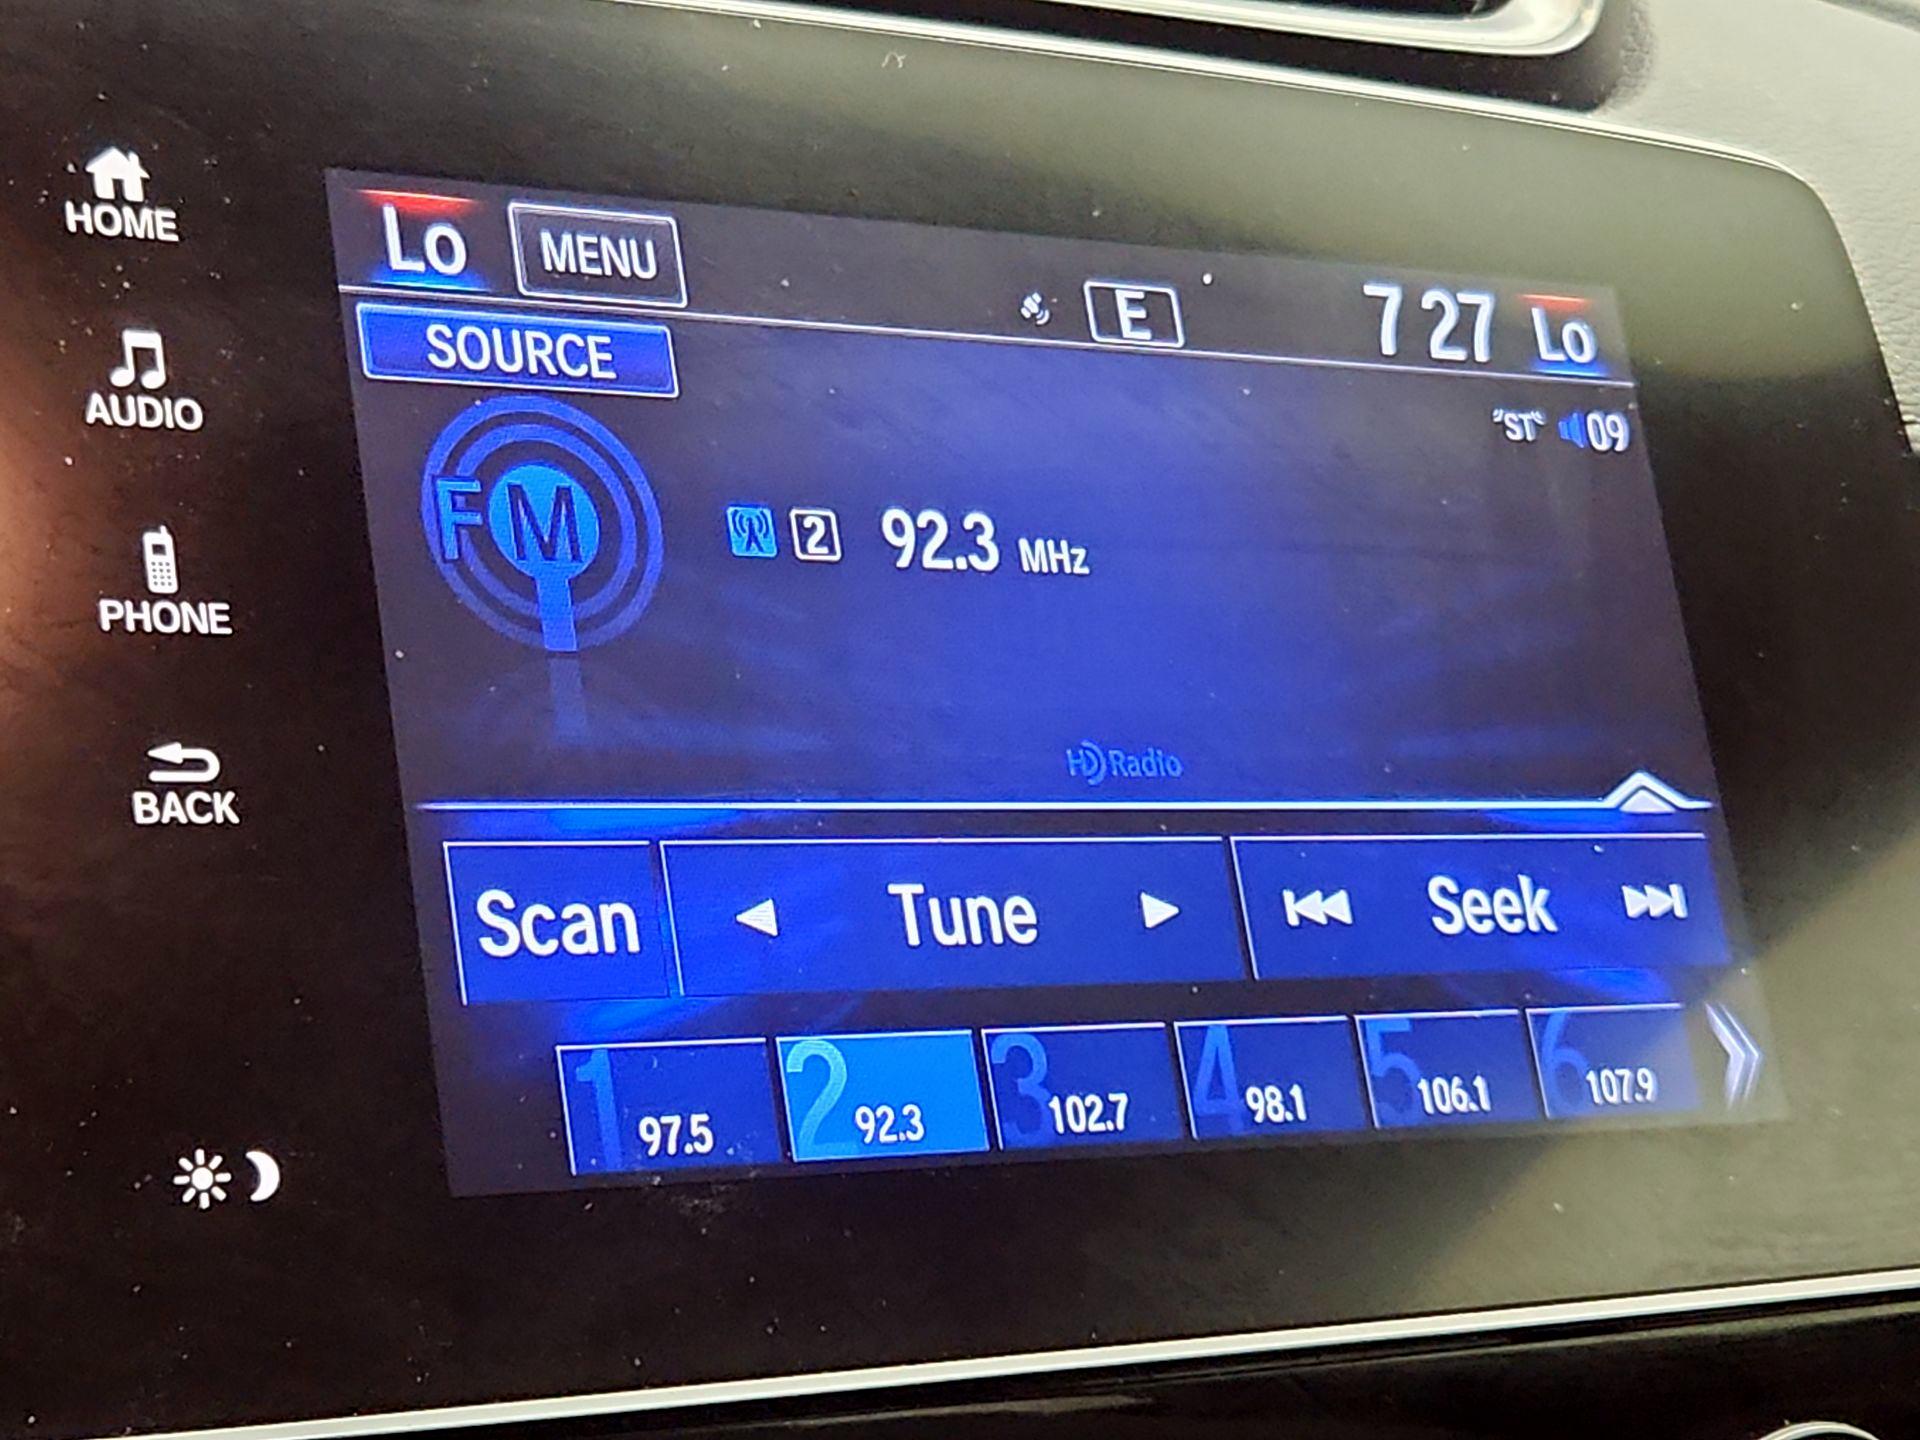 HOME
AUDIO
PHONE
BACK
Lo MENU E 7 27 Lo
SOURCE
"ST" 09
FM 2 92.3 MHz
HD Radio
Scan Tune Seek
1 97.5 2 92.3 3 102.7 4 98.1 5 106.1 6 107.9